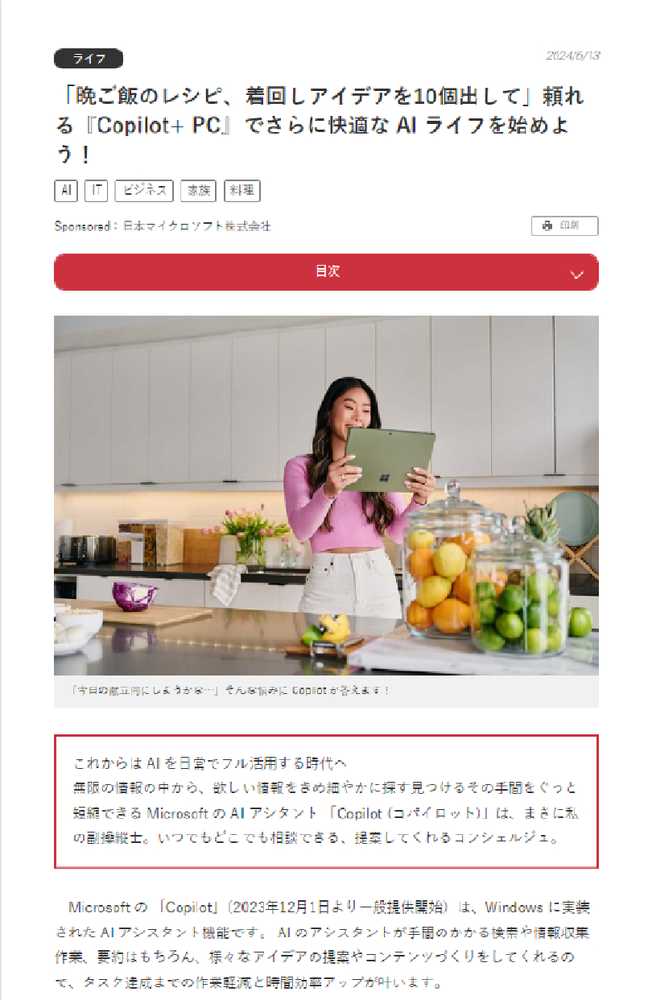 ライフ
2024/6/13
「晩ご飯のレシピ、着回しアイデアを10個出して」頼れ
る『Copilot+ PC』でさらに快適な AI ライフを始めよ
う！
AI IT ビジネス 家族 料理
Sponsored：日本マイクロソフト株式会社
印刷
目次
「今日の献立何にしようかな…」そんな悩みに Copilot が答えます！
これからは AI を日常でフル活用する時代へ
無限の情報の中から、欲しい情報をきめ細やかに探す見つけるその手間をぐっと
短縮できる Microsoft の AI アシタント 「Copilot (コパイロット)」は、まさに私
の副操縦士。いつでもどこでも相談できる、提案してくれるコンシェルジュ。
Microsoft の 「Copilot」（2023年12月1日より一般提供開始）は、Windows に実装
された AI アシスタント機能です。 AI のアシスタントが手間のかかる検索や情報収集
作業、要約はもちろん、様々なアイデアの提案やコンテンツづくりをしてくれるの
で、タスク達成までの作業軽減と時間効率アップが叶います。